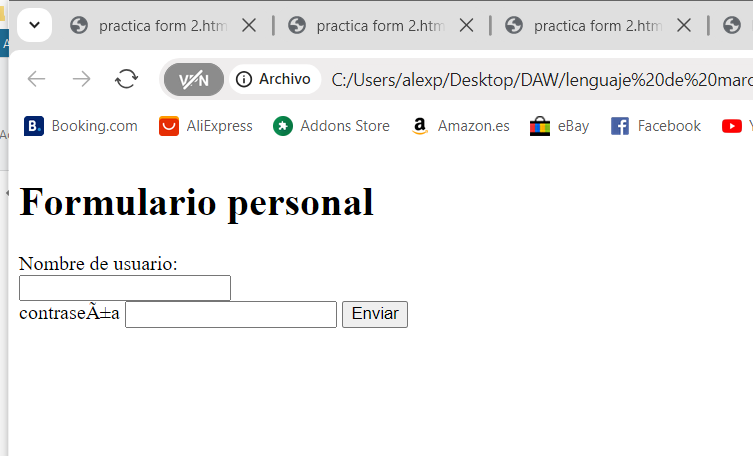 practica form 2.htm practica form 2.htm practica form 2.htm
VPN Archivo C:/Users/alexp/Desktop/DAW/lenguaje%20de%20marc
B. Booking.com AliExpress Addons Store a Amazon.es eBay Facebook
Formulario personal
Nombre de usuario:
contraseÃ±a Enviar